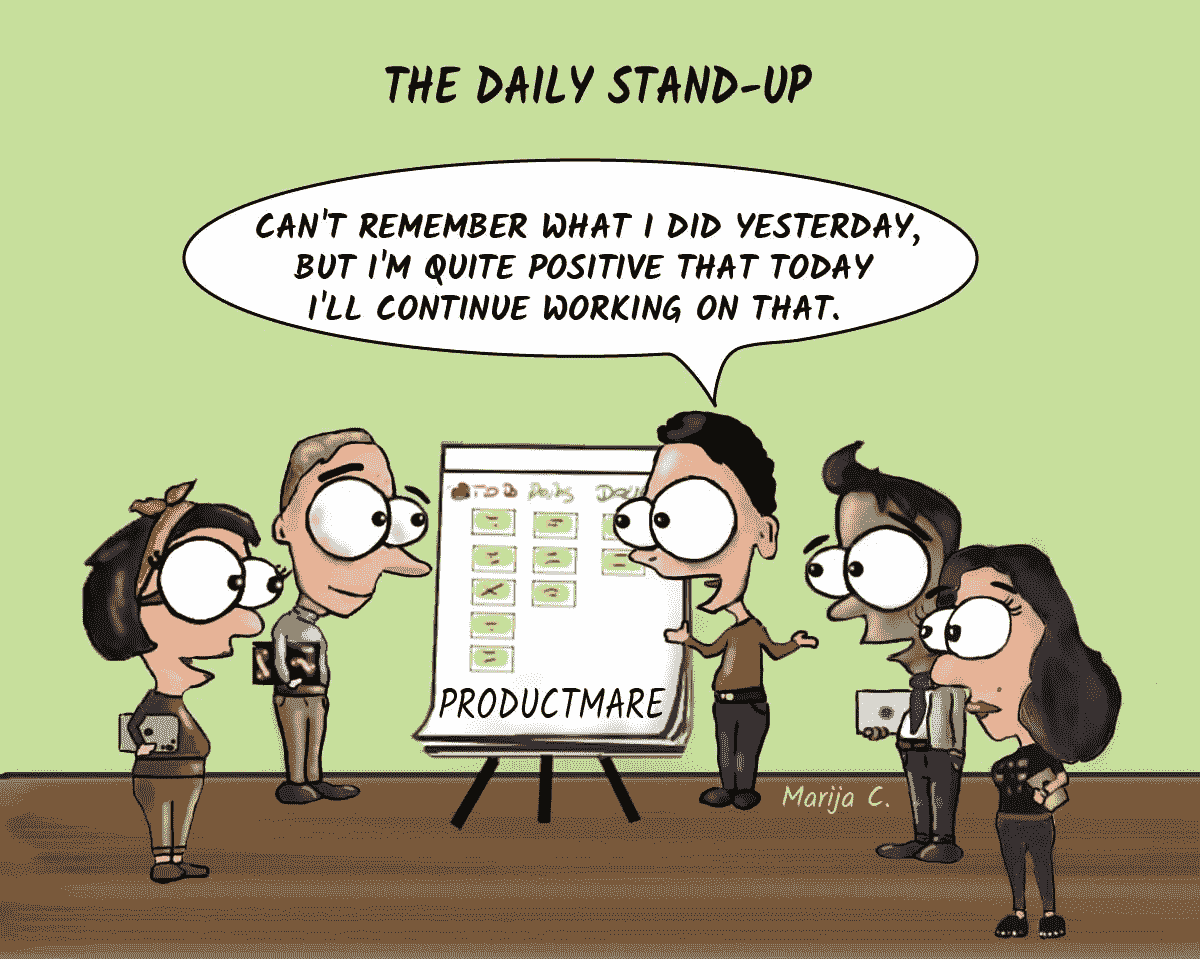 THE DAILY STAND-UP
CAN'T REMEMBER WHAT I DID YESTERDAY,
BUT I'M QUITE POSITIVE THAT TODAY
I'LL CONTINUE WORKING ON THAT.
TO D
PRODUCTMARE
Marija C.